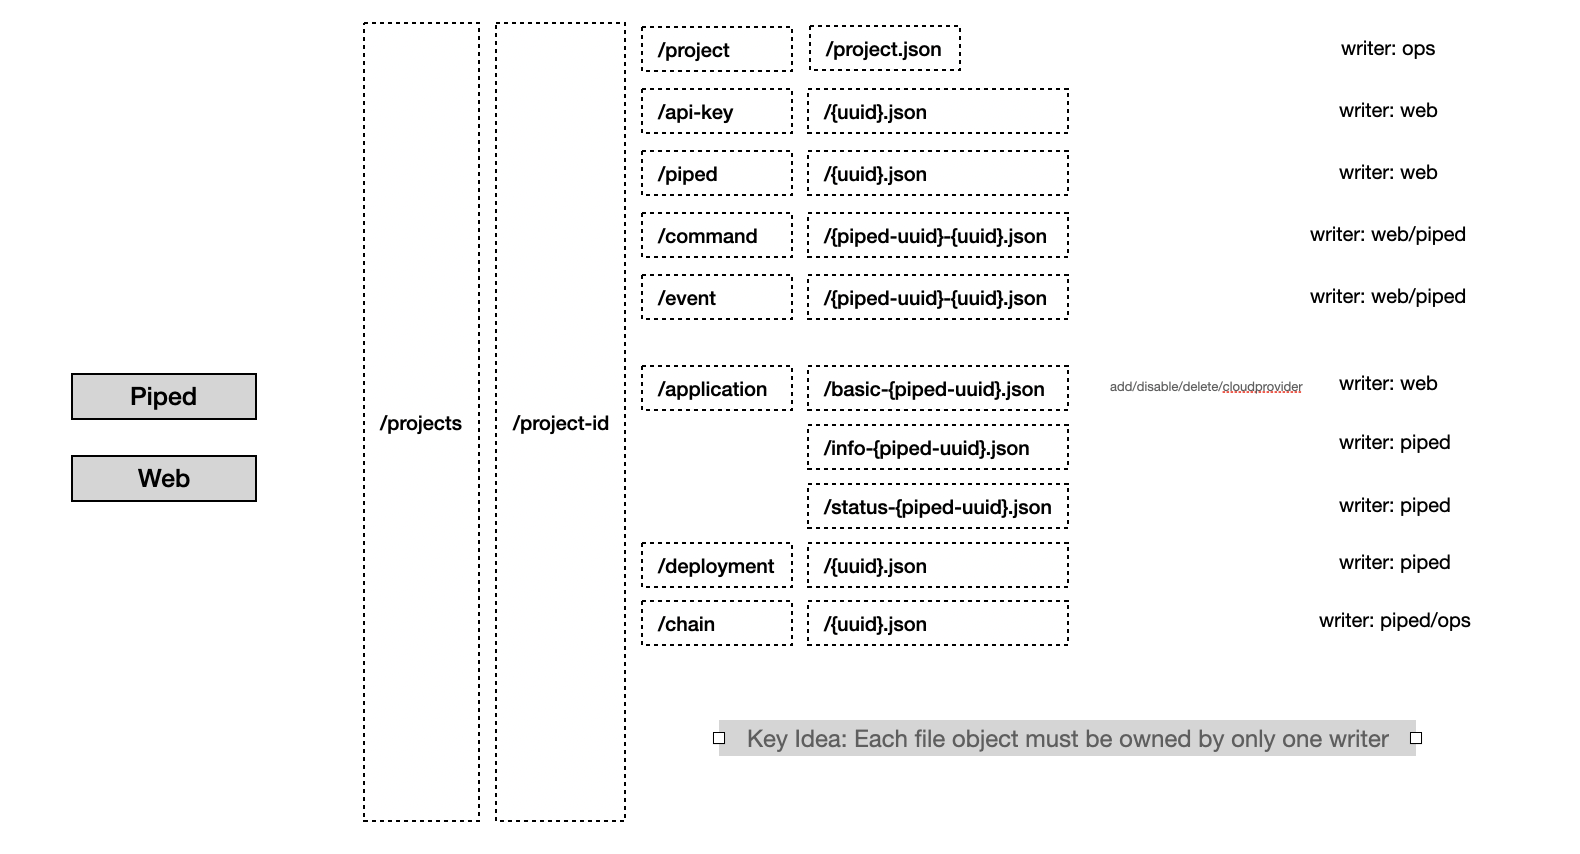 /project /project.json writer: ops
/api-key /{uuid}.json writer: web
/piped /{uuid}.json writer: web
/command /{piped-uuid}-{uuid}.json writer: web/piped
/event /{piped-uuid}-{uuid}.json writer: web/piped
Piped
Web
/projects
/project-id
/application /basic-{piped-uuid}.json add/disable/delete/cloudprovider writer: web
/info-{piped-uuid}.json writer: piped
/status-{piped-uuid}.json writer: piped
/deployment /{uuid}.json writer: piped
/chain /{uuid}.json writer: piped/ops
Key Idea: Each file object must be owned by only one writer